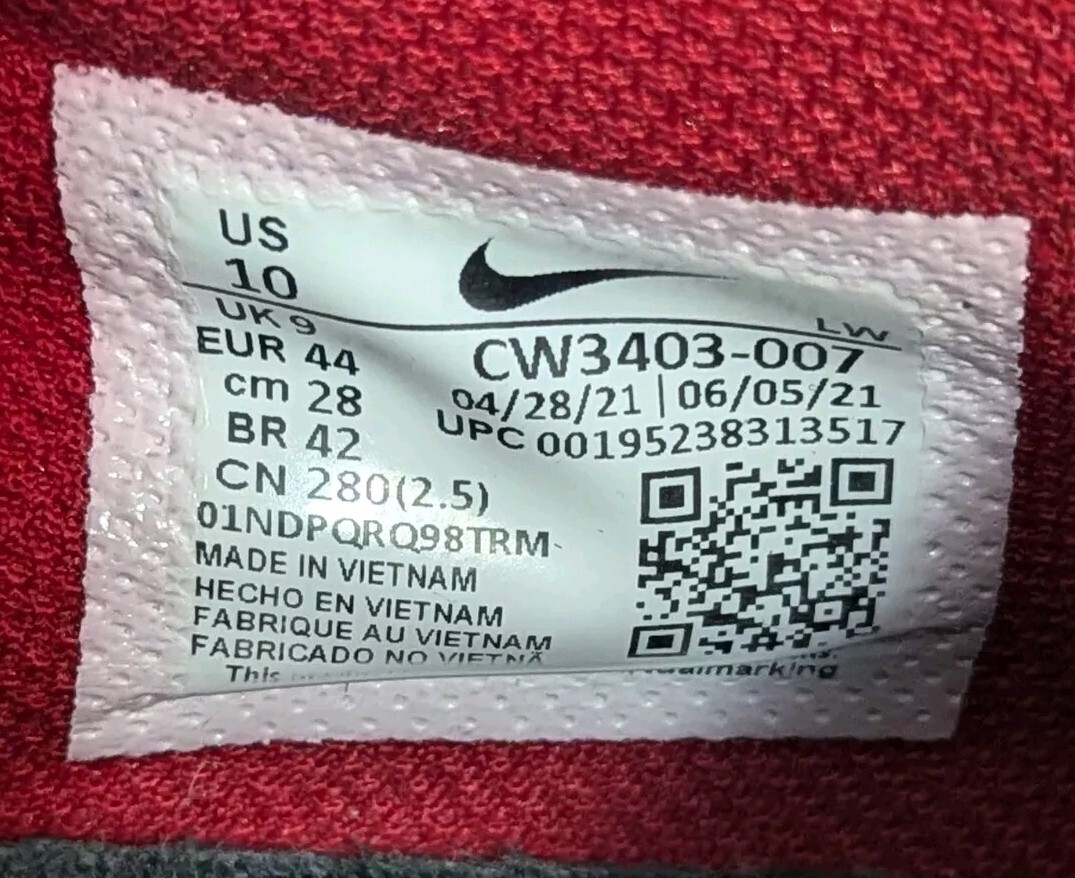 US
10
UK 9
LW
EUR 44
CW3403-007
cm 28
04/28/21 | 06/05/21
BR 42
UPC 00195238313517
CN 280(2.5)
01NDPQRQ98TRM
MADE IN VIETNAM
HECHO EN VIETNAM
FABRIQUE AU VIETNAM
FABRICADO NO VIETNÃ
This